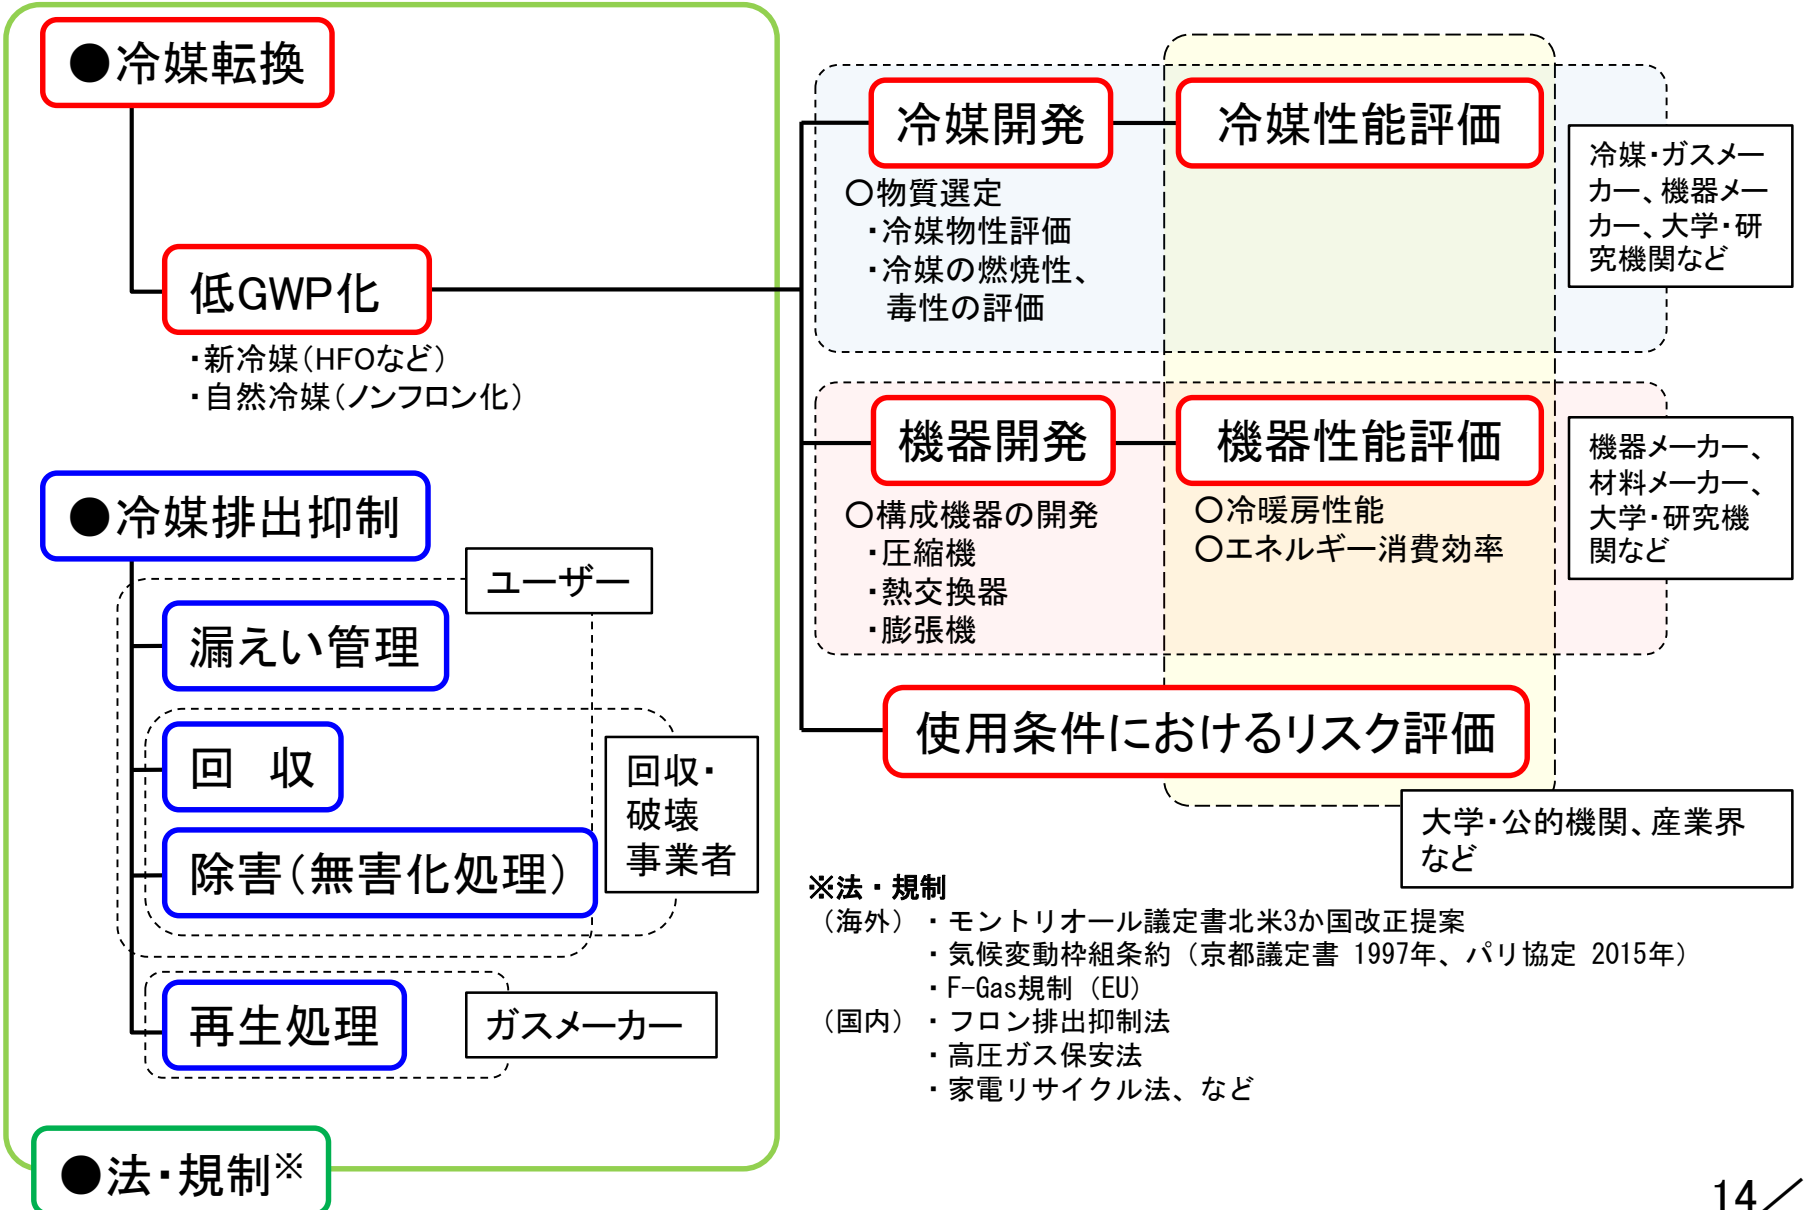 ●冷媒転換
低GWP化
・新冷媒(HFOなど)
・自然冷媒(ノンフロン化)
●冷媒排出抑制
ユーザー
漏えい管理
回　収
回収・
破壊
事業者
除害(無害化処理)
再生処理
ガスメーカー
●法・規制※
冷媒開発
冷媒性能評価
○物質選定
・冷媒物性評価
・冷媒の燃焼性、
毒性の評価
冷媒・ガスメー
カー、機器メー
カー、大学・研
究機関など
機器開発
機器性能評価
○構成機器の開発
・圧縮機
・熱交換器
・膨張機
○冷暖房性能
○エネルギー消費効率
機器メーカー、
材料メーカー、
大学・研究機
関など
使用条件におけるリスク評価
大学・公的機関、産業界
など
※法・規制
（海外）・モントリオール議定書北米3か国改正提案
・気候変動枠組条約（京都議定書 1997年、パリ協定 2015年）
・F-Gas規制（EU）
（国内）・フロン排出抑制法
・高圧ガス保安法
・家電リサイクル法、など
14／